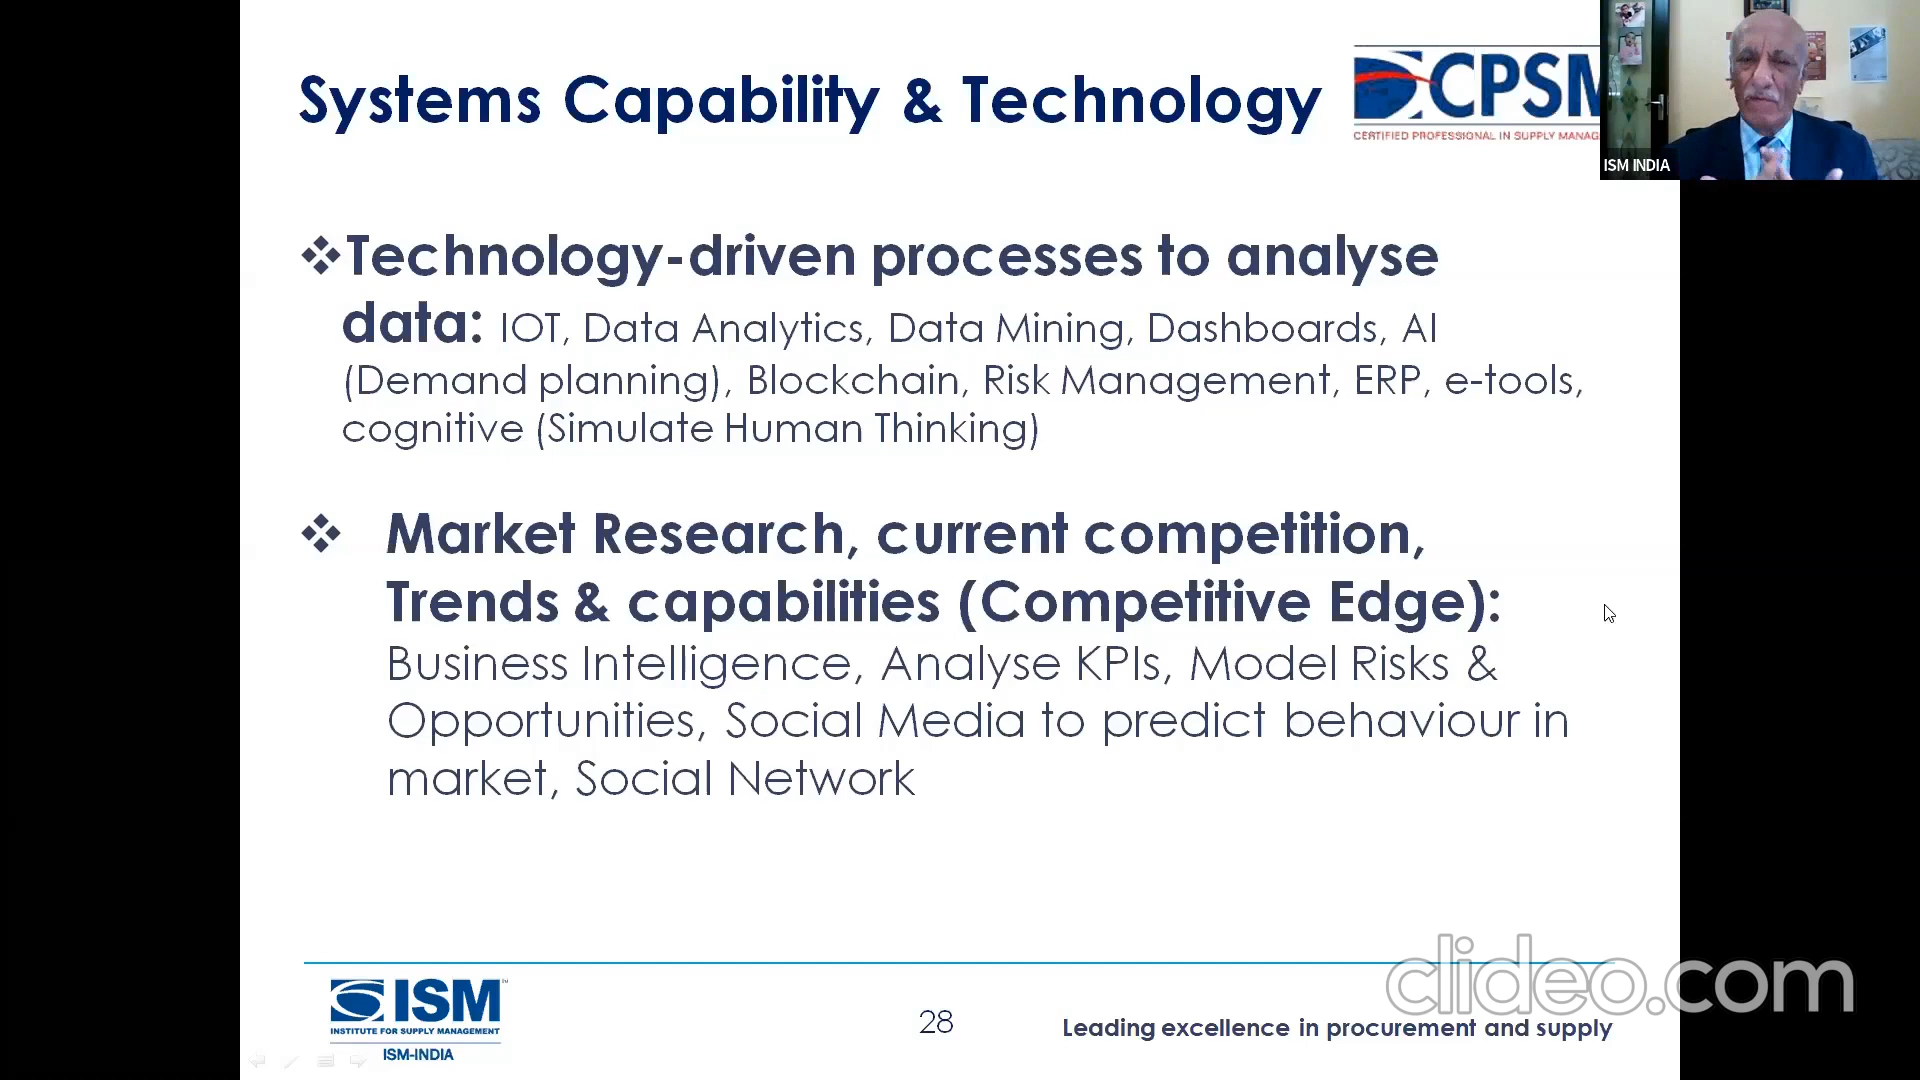 Systems Capability & Technology
CPSM
CERTIFIED PROFESSIONAL IN SUPPLY MANAG
ISM INDIA
❖Technology-driven processes to analyse
data: IOT, Data Analytics, Data Mining, Dashboards, AI
(Demand planning), Blockchain, Risk Management, ERP, e-tools,
cognitive (Simulate Human Thinking)
❖ Market Research, current competition,
Trends & capabilities (Competitive Edge):
Business Intelligence, Analyse KPIs, Model Risks &
Opportunities, Social Media to predict behaviour in
market, Social Network
ISM
INSTITUTE FOR SUPPLY MANAGEMENT
ISM-INDIA
28
Leading excellence in procurement and supply
clideo.com